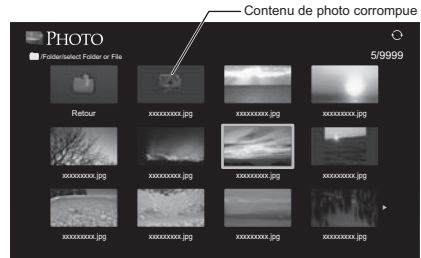 Contenu de photo corrompue
PHOTO
/Folder/select Folder or File
5/9999
Retour xxxxxxxxx.jpg xxxxxxxxx.jpg xxxxxxxxx.jpg
xxxxxxxxx.jpg xxxxxxxxx.jpg xxxxxxxxx.jpg xxxxxxxxx.jpg
xxxxxxxxx.jpg xxxxxxxxx.jpg xxxxxxxxx.jpg xxxxxxxxx.jpg